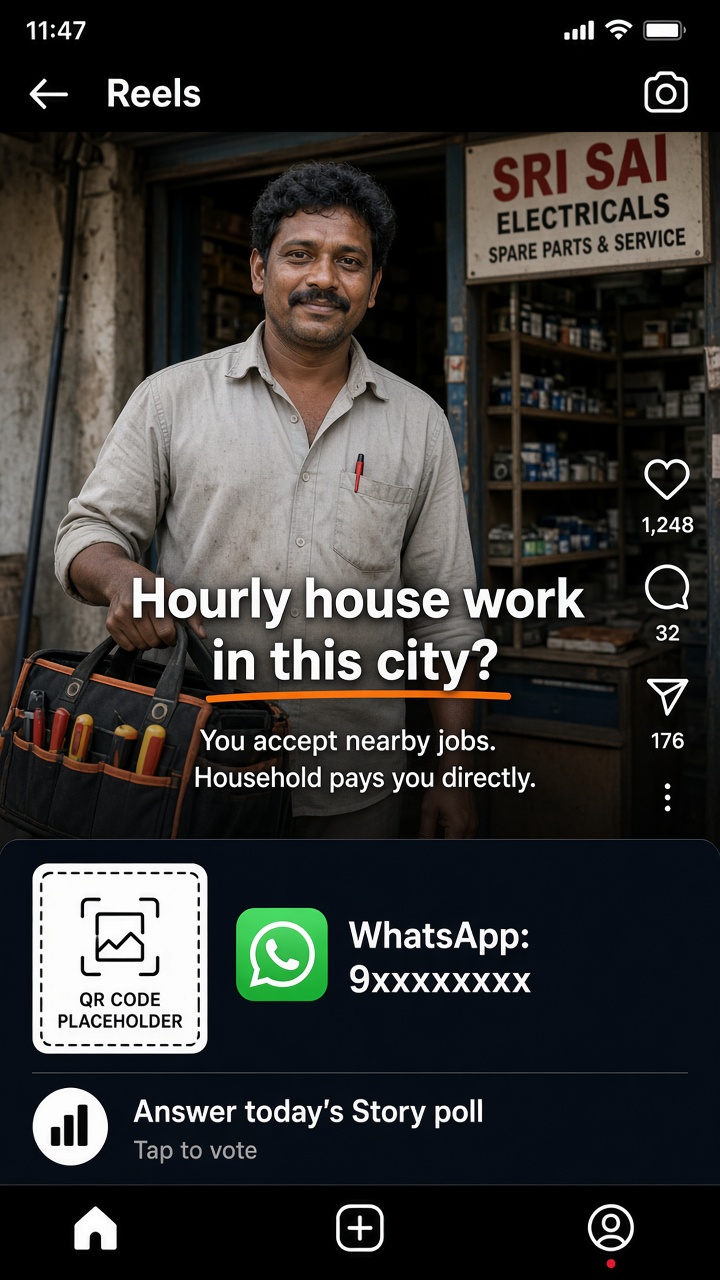 11:47
Reels
SRI SAI
ELECTRICALS
SPARE PARTS & SERVICE
1,248
32
176
Hourly house work
in this city?
You accept nearby jobs.
Household pays you directly.
QR CODE
PLACEHOLDER
WhatsApp:
9xxxxxxxx
Answer today's Story poll
Tap to vote